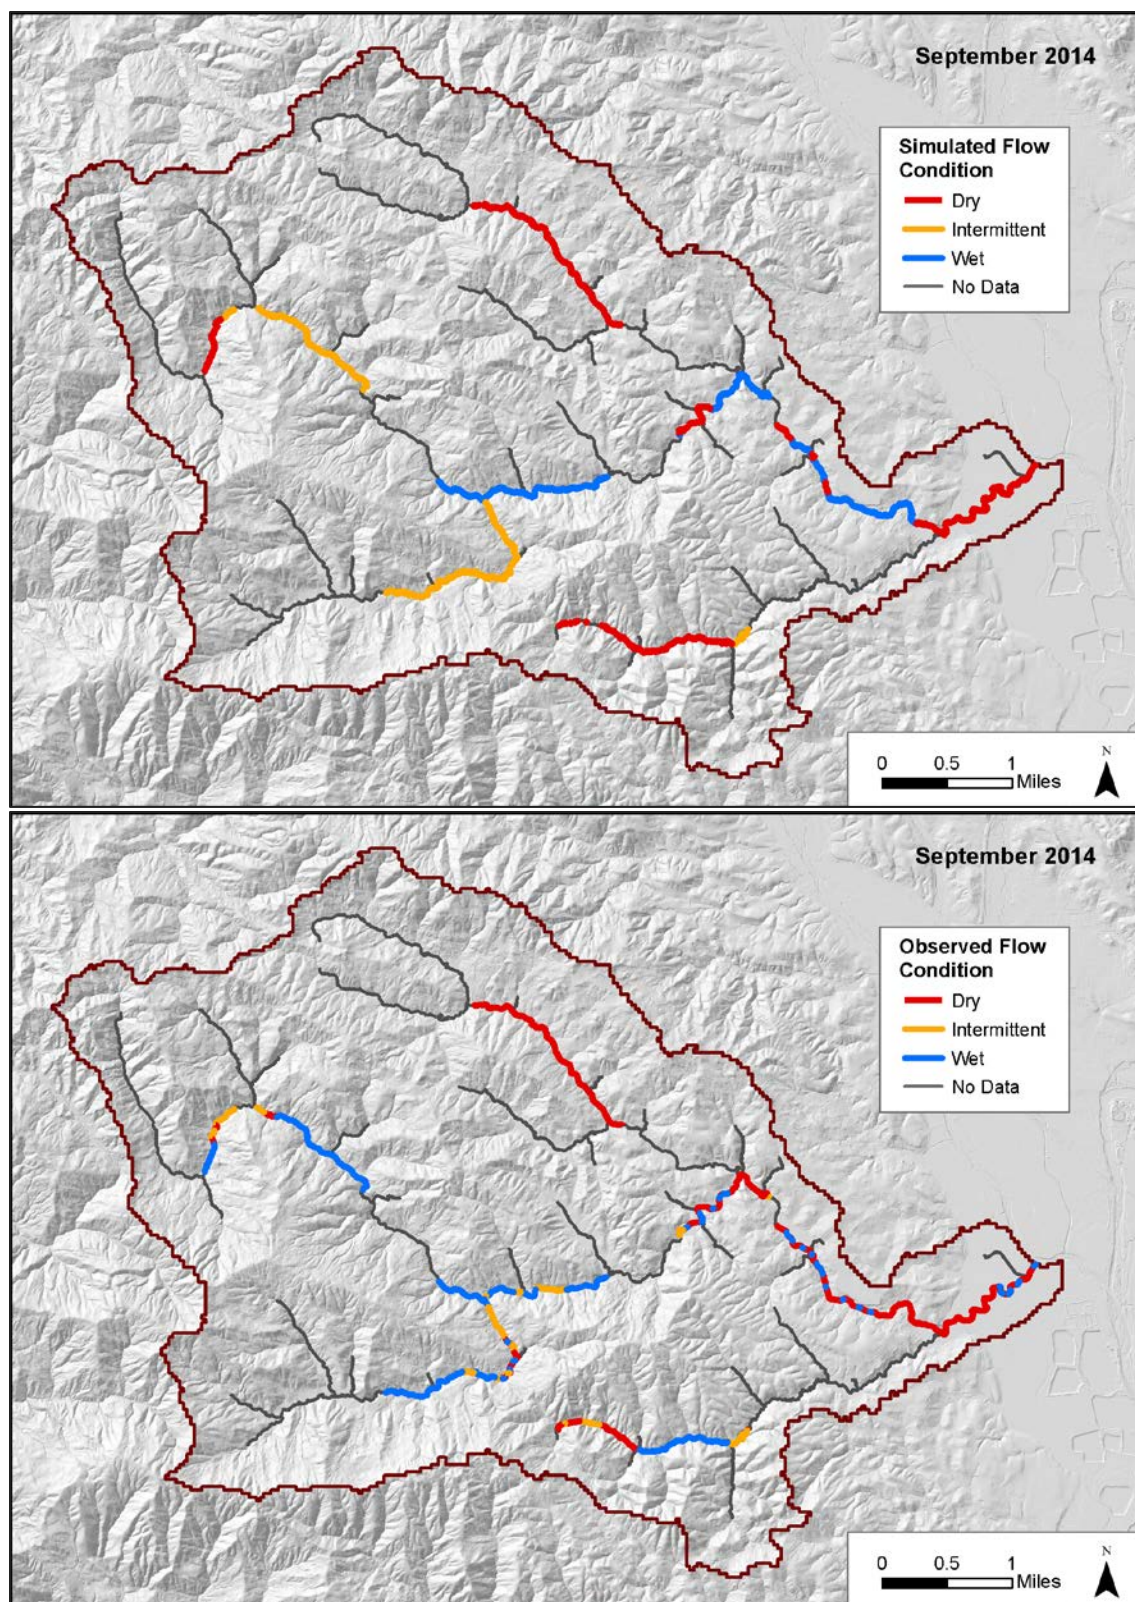 September 2014
Simulated Flow
Condition
Dry
Intermittent
Wet
No Data
N
0 0.5 1
Miles
September 2014
Observed Flow
Condition
Dry
Intermittent
Wet
No Data
N
0 0.5 1
Miles